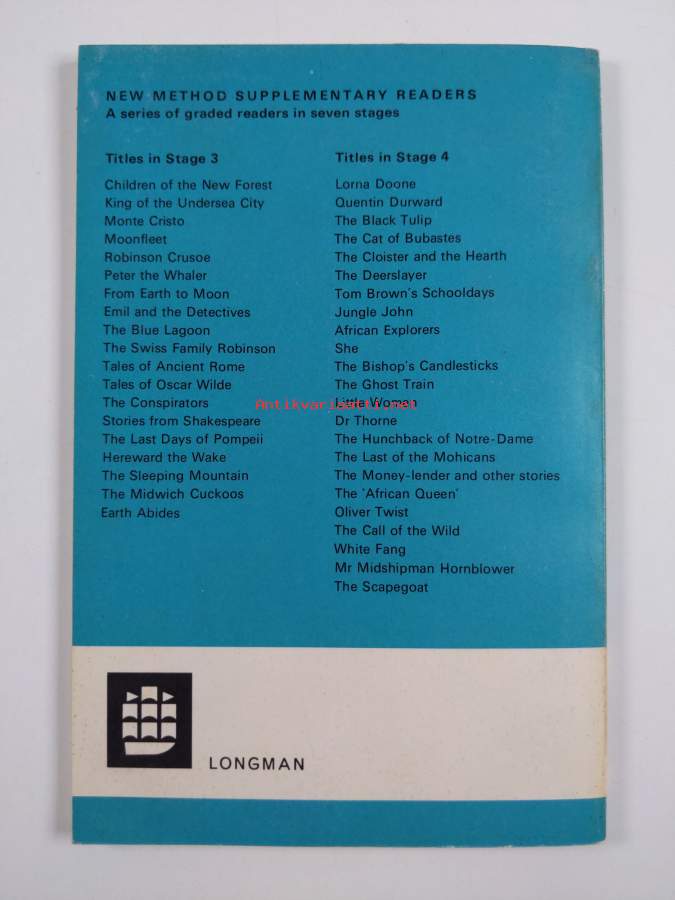 NEW METHOD SUPPLEMENTARY READERS
A series of graded readers in seven stages
Titles in Stage 3
Children of the New Forest
King of the Undersea City
Monte Cristo
Moonfleet
Robinson Crusoe
Peter the Whaler
From Earth to Moon
Emil and the Detectives
The Blue Lagoon
The Swiss Family Robinson
Tales of Ancient Rome
Tales of Oscar Wilde
The Conspirators
Stories from Shakespeare
The Last Days of Pompeii
Hereward the Wake
The Sleeping Mountain
The Midwich Cuckoos
Earth Abides
Titles in Stage 4
Lorna Doone
Quentin Durward
The Black Tulip
The Cat of Bubastes
The Cloister and the Hearth
The Deerslayer
Tom Brown's Schooldays
Jungle John
African Explorers
She
The Bishop's Candlesticks
The Ghost Train
Little Women
Dr Thorne
The Hunchback of Notre-Dame
The Last of the Mohicans
The Money-lender and other stories
The 'African Queen'
Oliver Twist
The Call of the Wild
White Fang
Mr Midshipman Hornblower
The Scapegoat
Antikvariaatti.net
LONGMAN